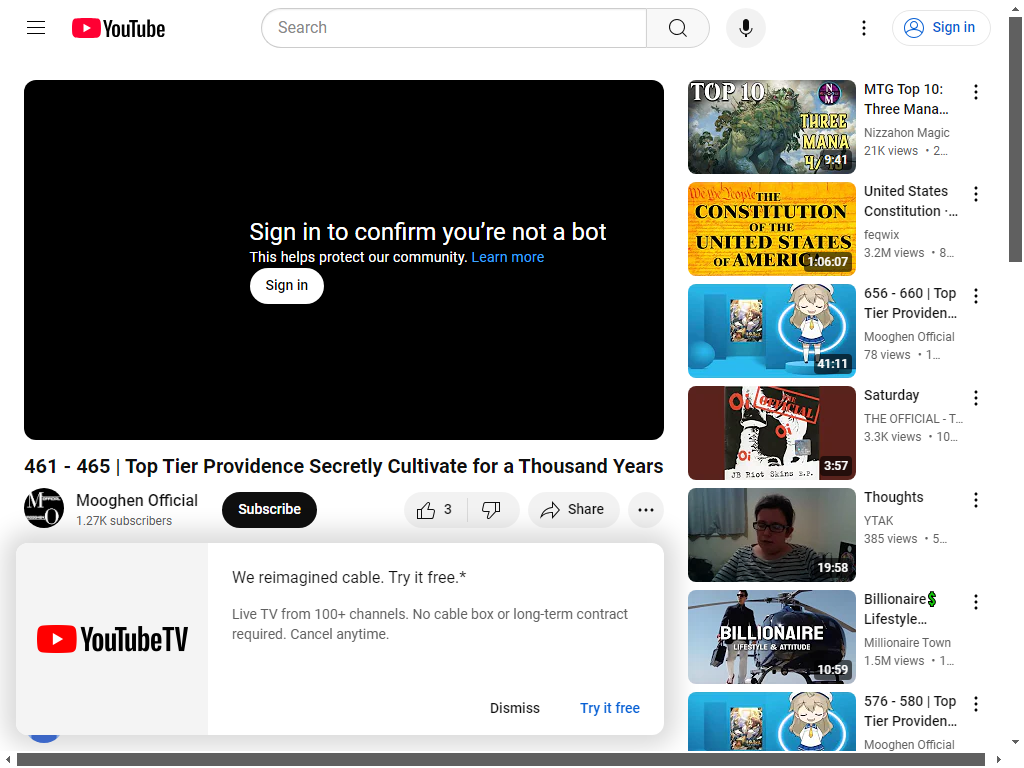 YouTube
Search
Sign in
Sign in to confirm you're not a bot
This helps protect our community. Learn more
Sign in
461 - 465 | Top Tier Providence Secretly Cultivate for a Thousand Years
Mooghen Official
1.27K subscribers
Subscribe
3
Share
We reimagined cable. Try it free.*
Live TV from 100+ channels. No cable box or long-term contract
required. Cancel anytime.
YouTubeTV
Dismiss
Try it free
TOP 10
NM
THREE
MANA
9:41
MTG Top 10:
Three Mana…
Nizzahon Magic
21K views • 2…
We the People
THE
CONSTITUTION
OF THE
UNITED STATES
OF AMERICA
1:06:07
United States
Constitution ·…
feqwix
3.2M views • 8…
41:11
656 - 660 | Top
Tier Providen…
Mooghen Official
78 views • 1…
Oi
THE
OFFICIAL
Oi
Oi
JB Riot Skins E.P.
3:57
Saturday
THE OFFICIAL - T…
3.3K views • 10…
19:58
Thoughts
YTAK
385 views • 5…
BILLIONAIRE
LIFESTYLE & ATTITUDE
10:59
Billionaire💲
Lifestyle…
Millionaire Town
1.5M views • 1…
576 - 580 | Top
Tier Providen…
Mooghen Official